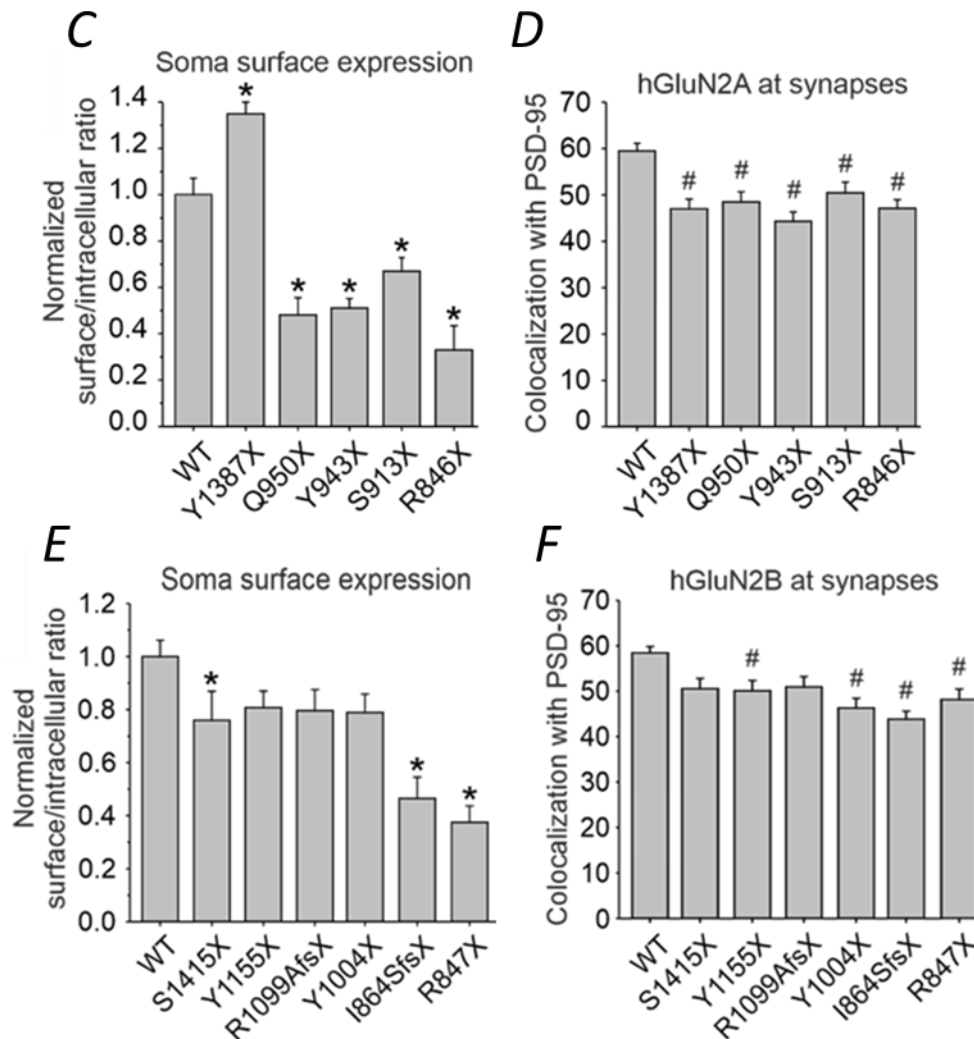 C
Soma surface expression
Normalized
surface/intracellular ratio
1.4
1.2
1.0
0.8
0.6
0.4
0.2
0.0
*
*
*
*
*
WT
Y1387X
Q950X
Y943X
S913X
R846X
D
hGluN2A at synapses
Colocalization with PSD-95
70
60
50
40
30
20
10
0
#
#
#
#
#
WT
Y1387X
Q950X
Y943X
S913X
R846X
E
Soma surface expression
Normalized
surface/intracellular ratio
1.2
1.0
0.8
0.6
0.4
0.2
0.0
*
*
*
WT
S1415X
Y1155X
R1099AfsX
Y1004X
I864SfsX
R847X
F
hGluN2B at synapses
Colocalization with PSD-95
70
60
50
40
30
20
10
0
#
#
#
#
WT
S1415X
Y1155X
R1099AfsX
Y1004X
I864SfsX
R847X